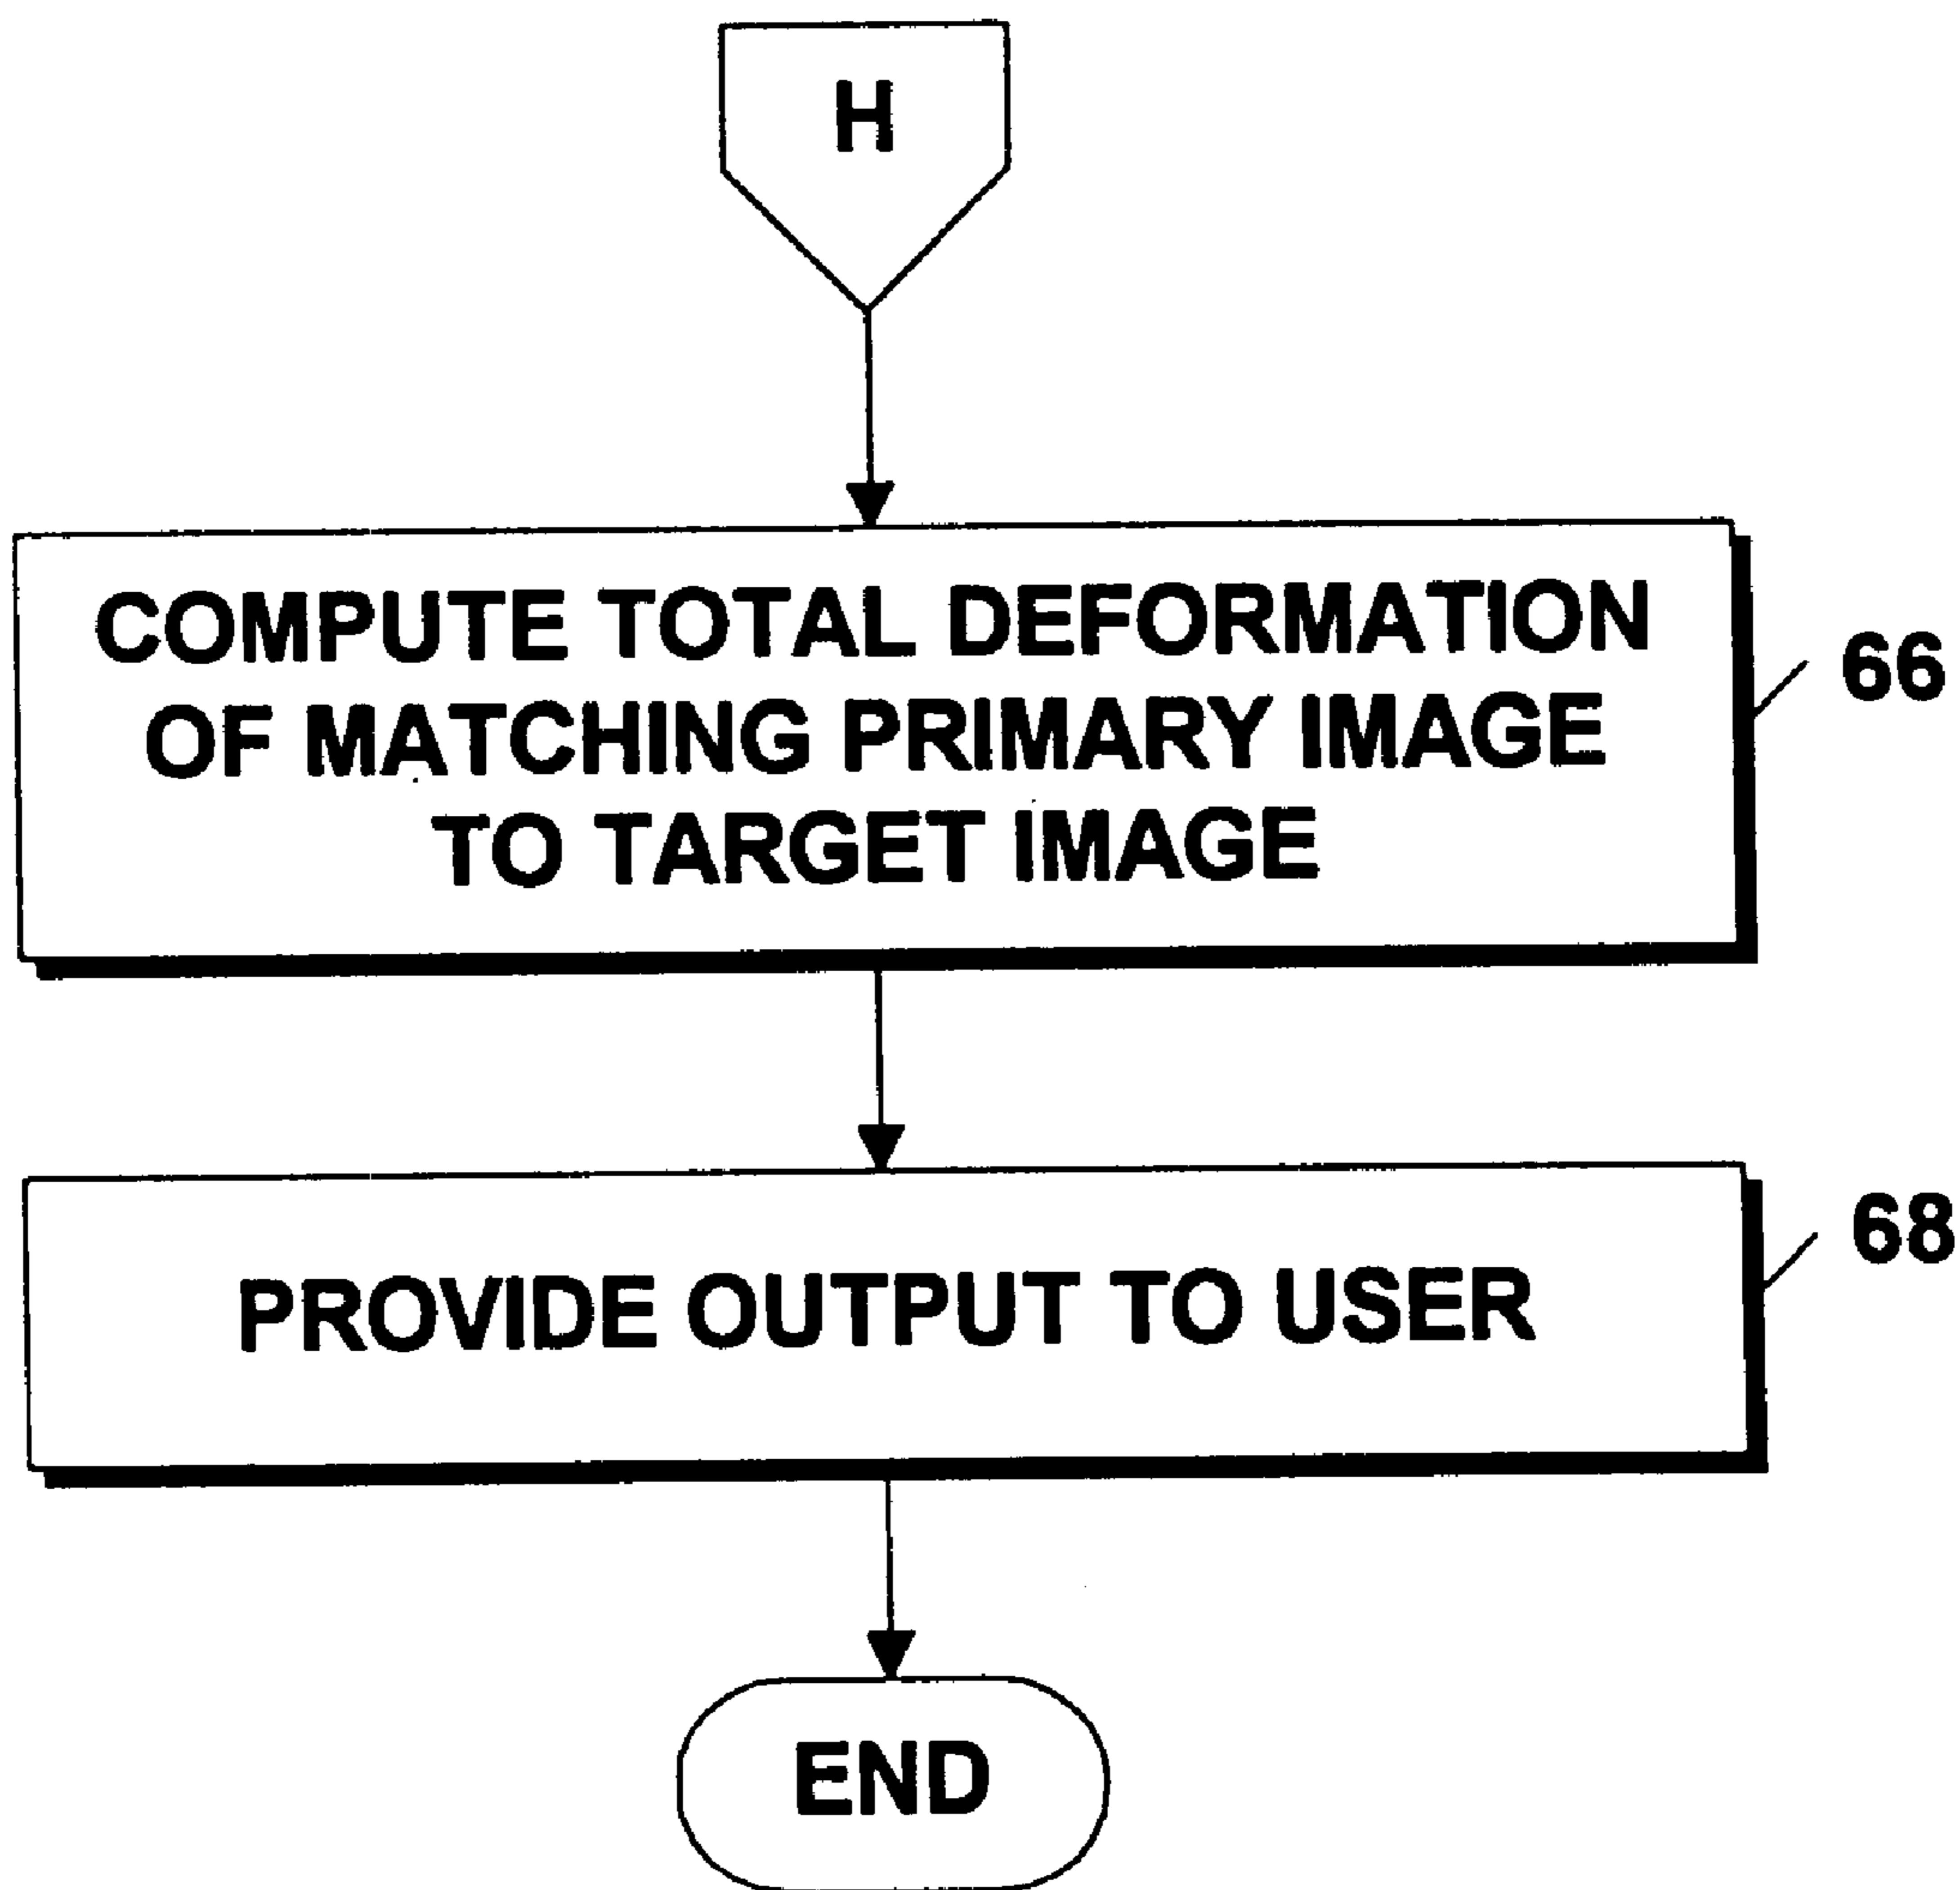 H
COMPUTE TOTAL DEFORMATION
OF MATCHING PRIMARY IMAGE
TO TARGET IMAGE
66
PROVIDE OUTPUT TO USER
68
END